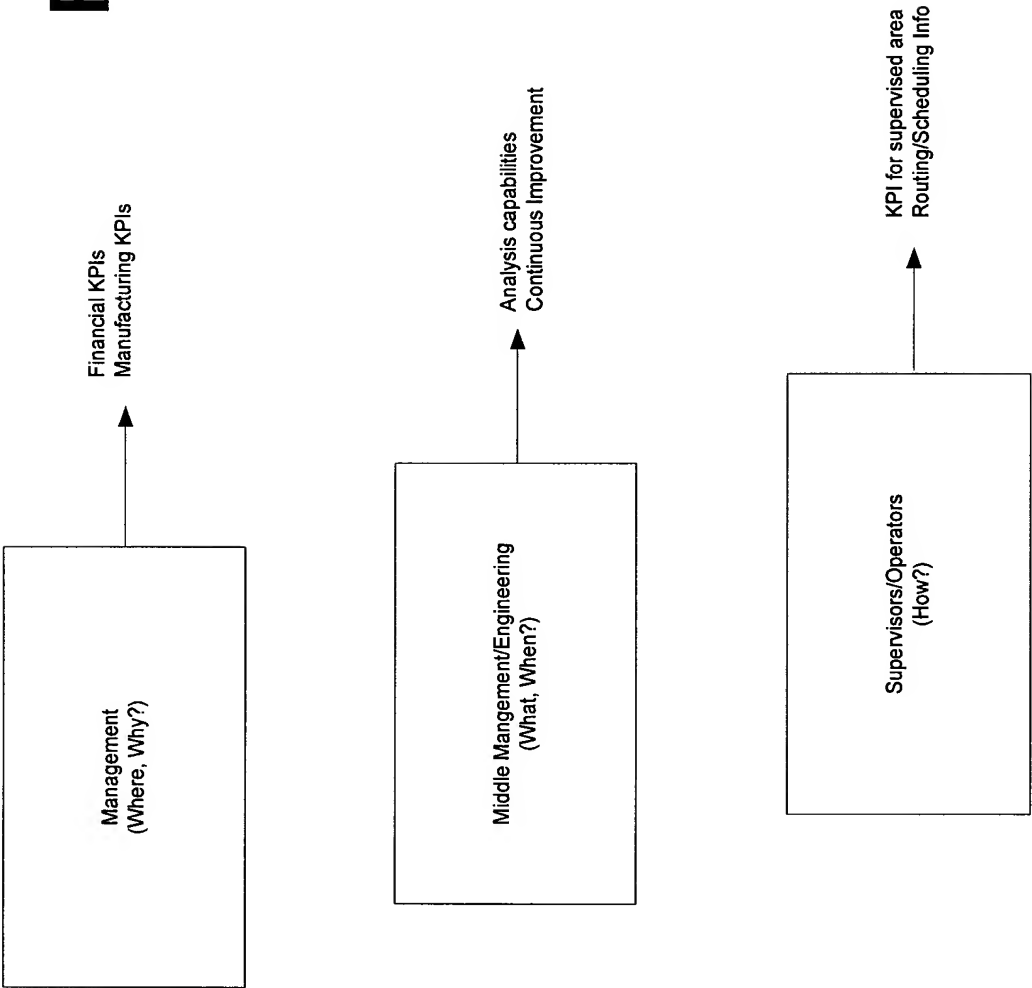 Management
(Where, Why?)
Financial KPIs
Manufacturing KPIs
Middle Mangement/Engineering
(What, When?)
Analysis capabilities
Continuous Improvement
Supervisors/Operators
(How?)
KPI for supervised area
Routing/Scheduling Info